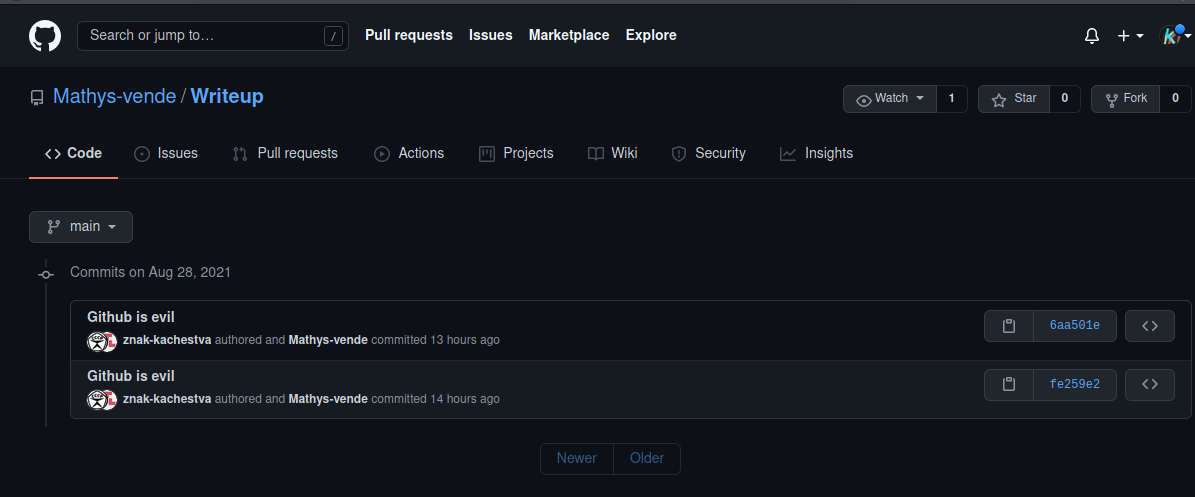 Search or jump to… / Pull requests Issues Marketplace Explore
Mathys-vende / Writeup Watch 1 Star 0 Fork 0
Code Issues Pull requests Actions Projects Wiki Security Insights
main
Commits on Aug 28, 2021
Github is evil
znak-kachestva authored and Mathys-vende committed 13 hours ago 6aa501e
Github is evil
znak-kachestva authored and Mathys-vende committed 14 hours ago fe259e2
Newer Older